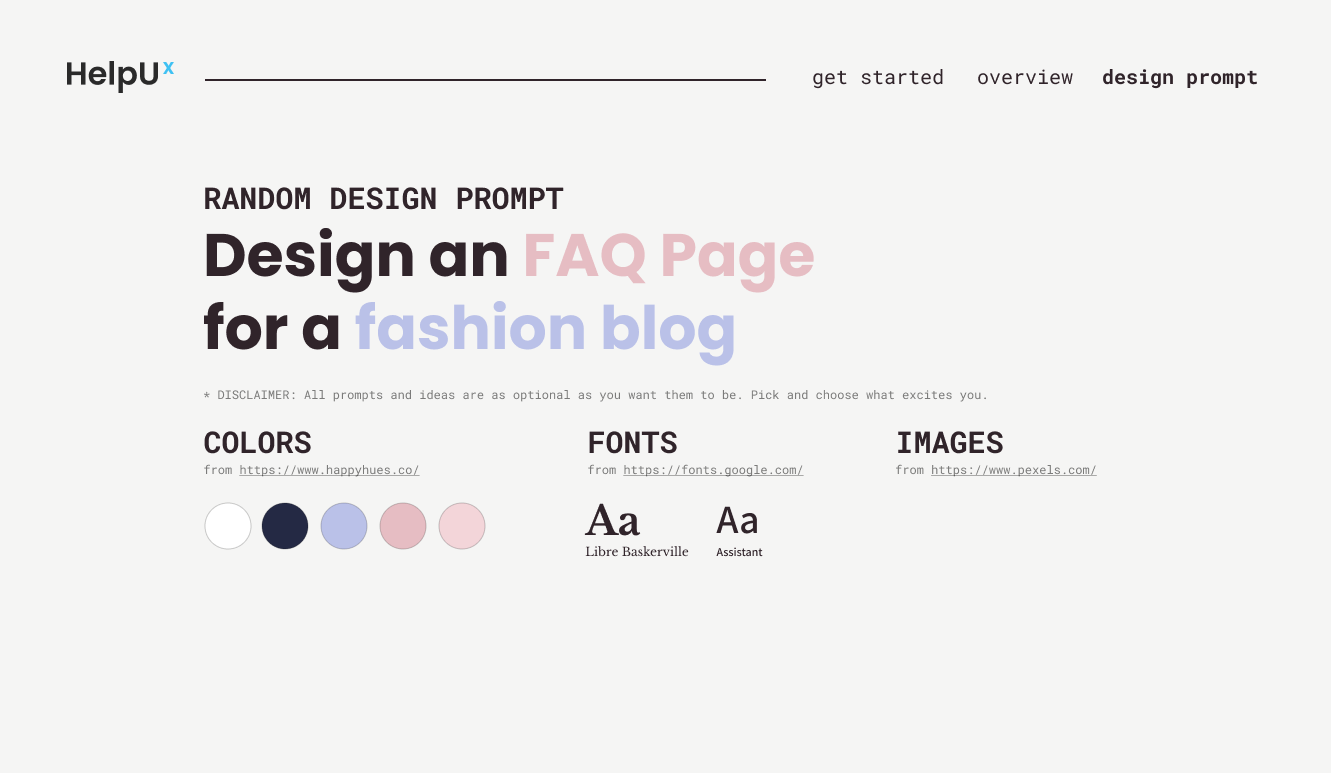 HelpUx
get started overview design prompt
RANDOM DESIGN PROMPT
Design an FAQ Page
for a fashion blog
* DISCLAIMER: All prompts and ideas are as optional as you want them to be. Pick and choose what excites you.
COLORS
from https://www.happyhues.co/
FONTS
from https://fonts.google.com/
Aa
Libre Baskerville
Aa
Assistant
IMAGES
from https://www.pexels.com/